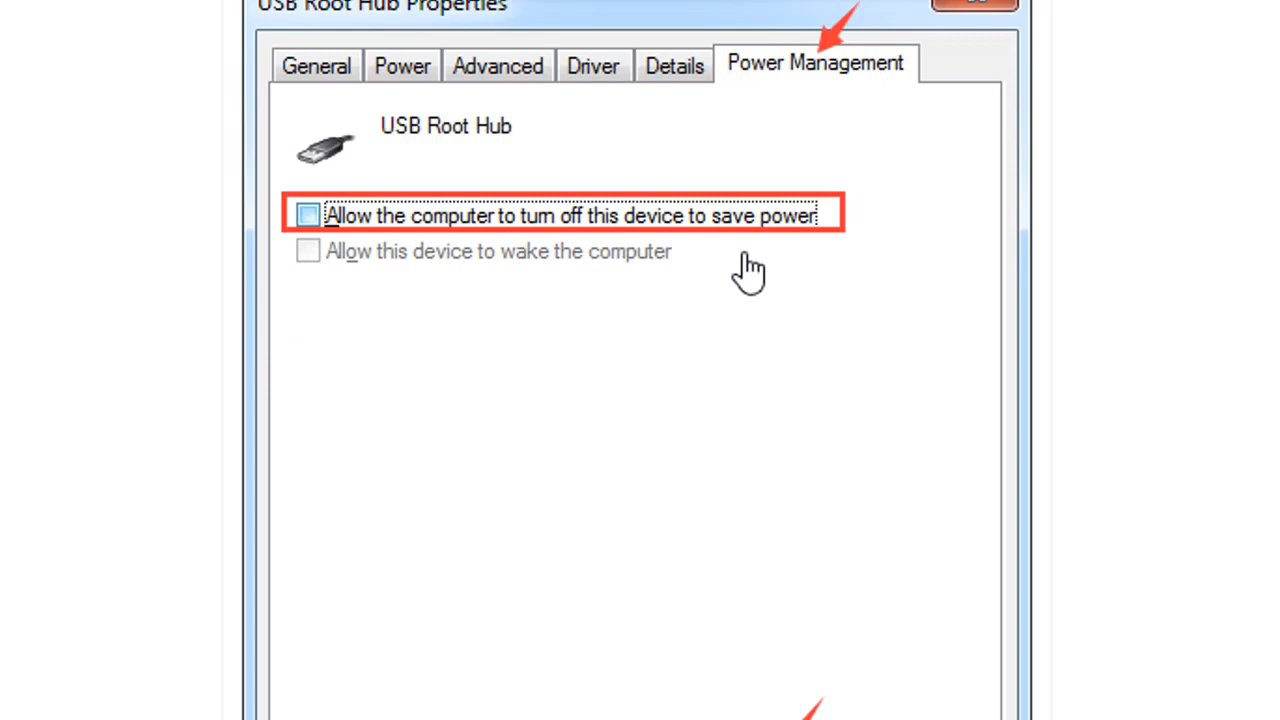 USB Root Hub Properties
General Power Advanced Driver Details Power Management
USB Root Hub
Allow the computer to turn off this device to save power
Allow this device to wake the computer